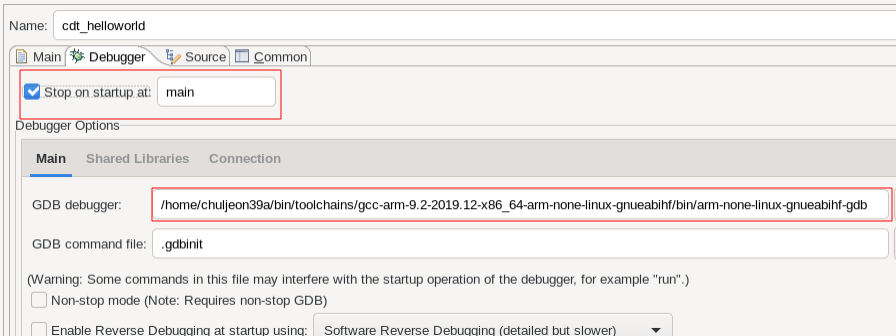 Name: cdt_helloworld
Main Debugger Source Common
Stop on startup at: main
Debugger Options
Main Shared Libraries Connection
GDB debugger: /home/chuljeon39a/bin/toolchains/gcc-arm-9.2-2019.12-x86_64-arm-none-linux-gnueabihf/bin/arm-none-linux-gnueabihf-gdb
GDB command file: .gdbinit
(Warning: Some commands in this file may interfere with the startup operation of the debugger, for example "run".)
Non-stop mode (Note: Requires non-stop GDB)
Enable Reverse Debugging at startup using: Software Reverse Debugging (detailed but slower)